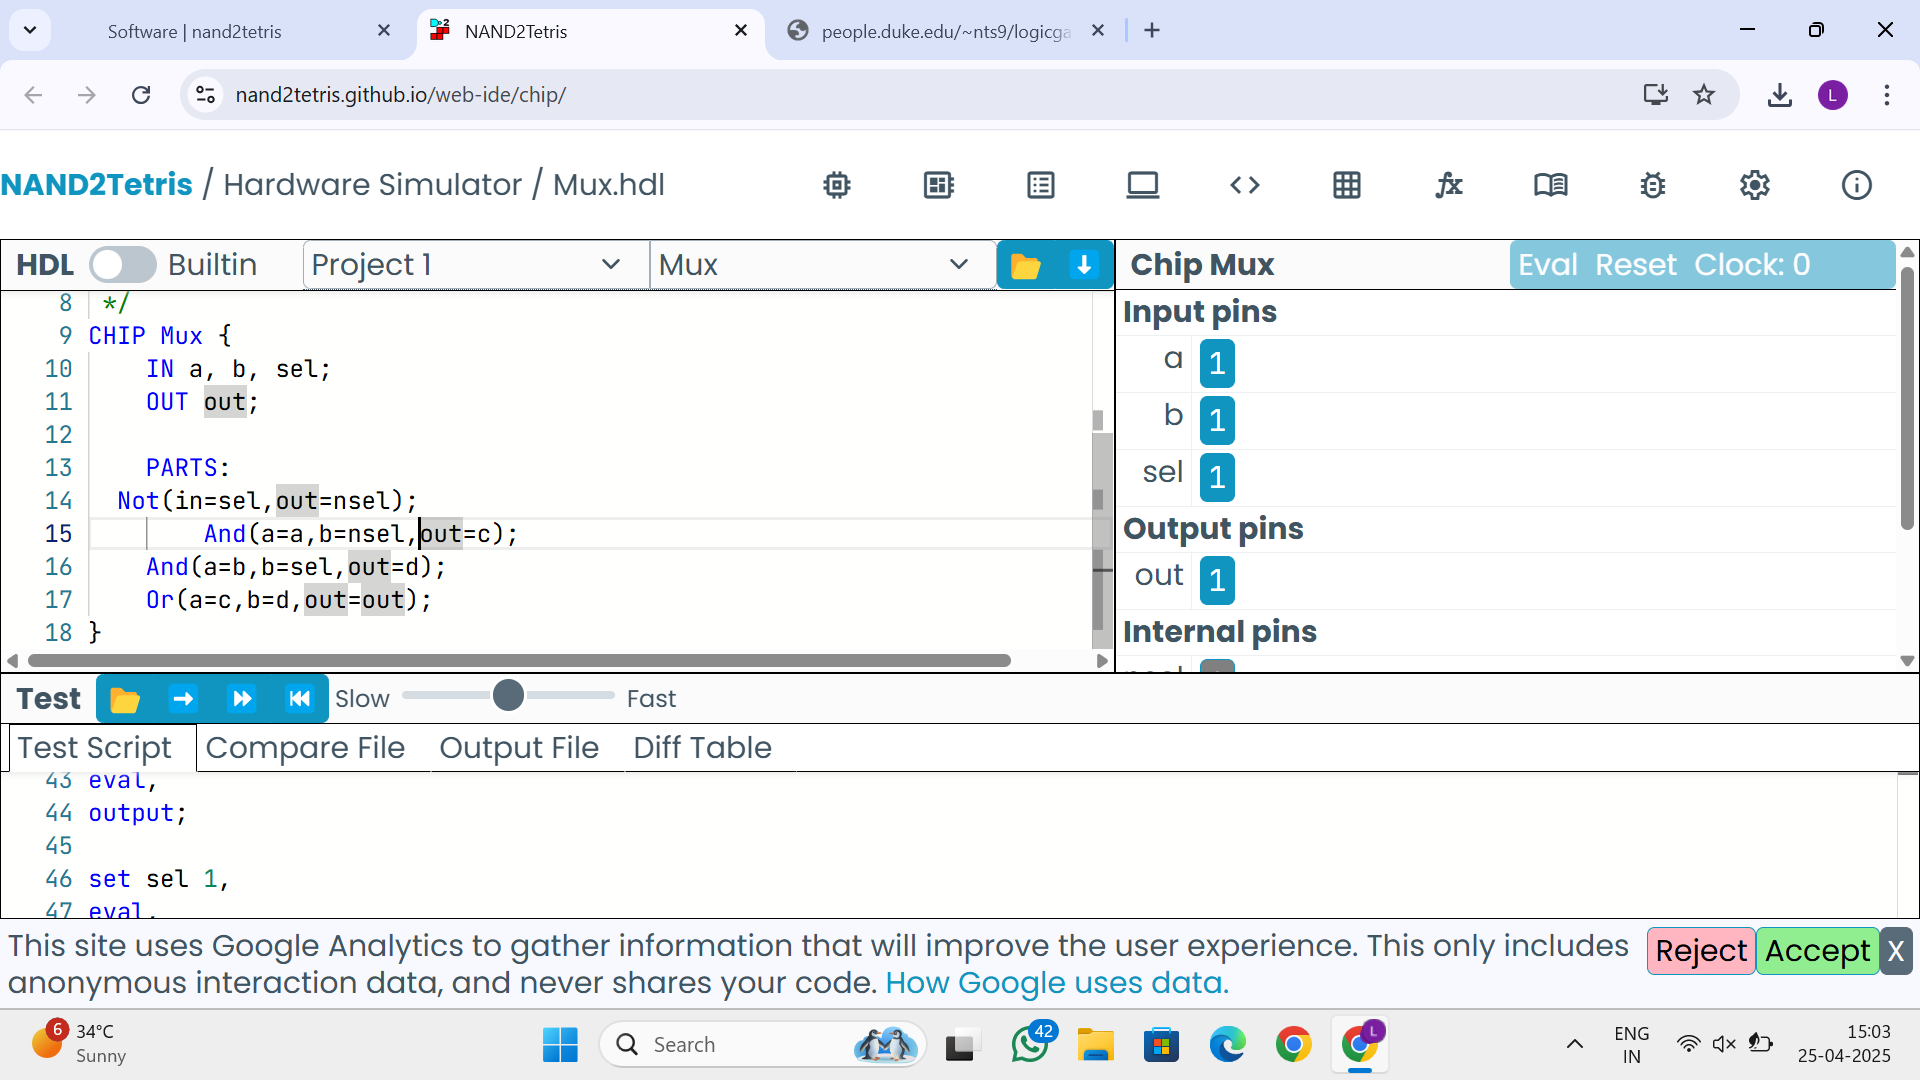 Software | nand2tetris
NAND2Tetris
people.duke.edu/~nts9/logicga
nand2tetris.github.io/web-ide/chip/
L
NAND2Tetris / Hardware Simulator / Mux.hdl
HDL Builtin Project 1 Mux
Chip Mux Eval Reset Clock: 0
8 */
9 CHIP Mux {
10 IN a, b, sel;
11 OUT out;
12
13 PARTS:
14 Not(in=sel,out=nsel);
15 And(a=a,b=nsel,out=c);
16 And(a=b,b=sel,out=d);
17 Or(a=c,b=d,out=out);
18 }
Input pins
a 1
b 1
sel 1
Output pins
out 1
Internal pins
Test Slow Fast
Test Script Compare File Output File Diff Table
43 eval,
44 output;
45
46 set sel 1,
47 eval,
This site uses Google Analytics to gather information that will improve the user experience. This only includes
anonymous interaction data, and never shares your code. How Google uses data.
Reject Accept X
6 34°C
Sunny
Search
42
L
ENG
IN
15:03
25-04-2025